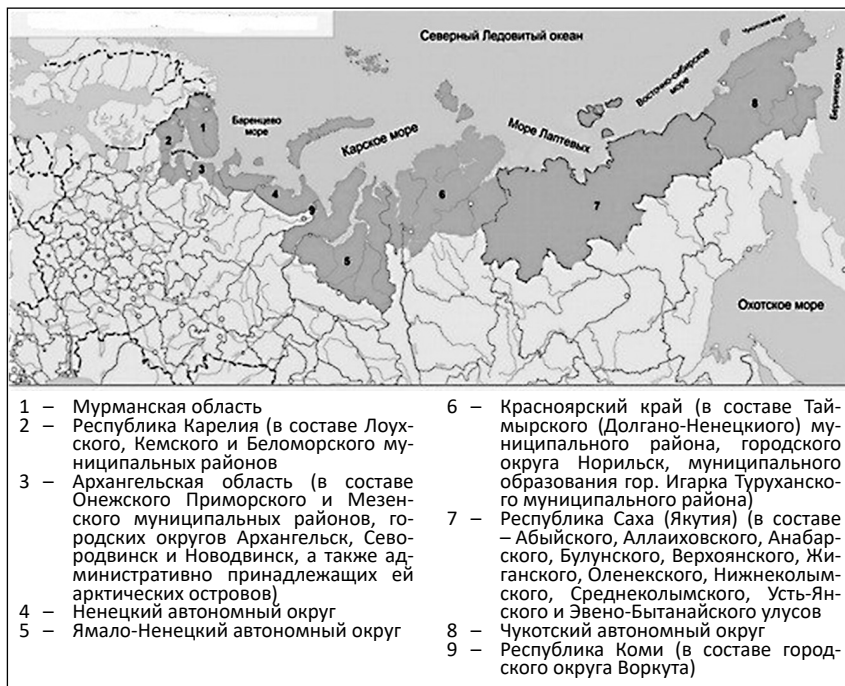 Северный Ледовитый океан
Чукотское море
Восточно-сибирское море
Берингово море
Баренцево море
Карское море
Море Лаптевых
Охотское море
1
2
3
4
9
5
6
7
8
1 – Мурманская область
2 – Республика Карелия (в составе Лоух-
ского, Кемского и Беломорского му-
ниципальных районов
3 – Архангельская область (в составе
Онежского Приморского и Мезен-
ского муниципальных районов, го-
родских округов Архангельск, Сево-
родвинск и Новодвинск, а также ад-
министративно принадлежащих ей
арктических островов)
4 – Ненецкий автономный округ
5 – Ямало-Ненецкий автономный округ
6 – Красноярский край (в составе Тай-
мырского (Долгано-Ненецкиого) му-
ниципального района, городского
округа Норильск, муниципального
образования гор. Игарка Туруханско-
го муниципального района)
7 – Республика Саха (Якутия) (в составе
– Абыйского, Аллаиховского, Анабар-
ского, Булунского, Верхоянского, Жи-
ганского, Оленекского, Нижнеколым-
ского, Среднеколымского, Усть-Ян-
ского и Эвено-Бытанайского улусов
8 – Чукотский автономный округ
9 – Республика Коми (в составе город-
ского округа Воркута)